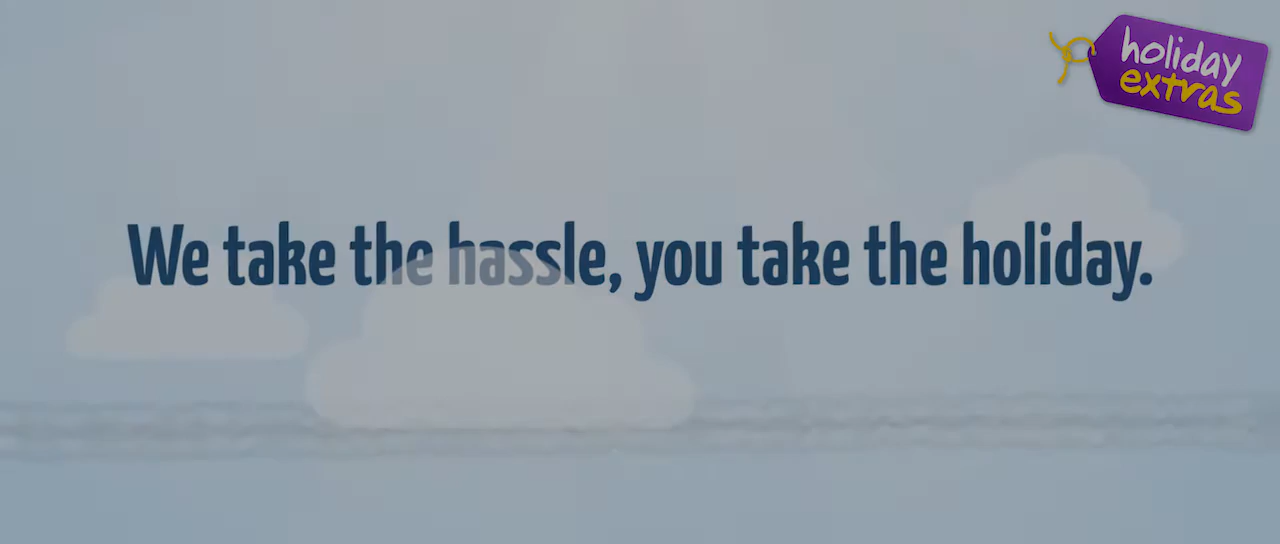 holiday
extras
We take the hassle, you take the holiday.